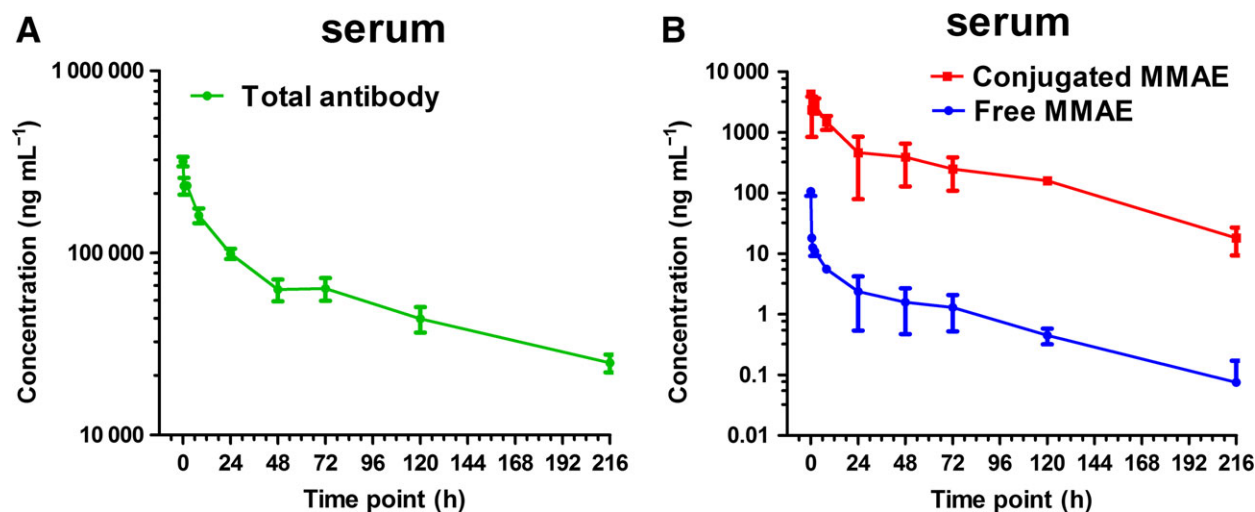 A
serum
Concentration (ng mL⁻¹)
1 000 000
100 000
10 000
Total antibody
0 24 48 72 96 120 144 168 192 216
Time point (h)
B
serum
Concentration (ng mL⁻¹)
10 000
1000
100
10
1
0.1
0.01
Conjugated MMAE
Free MMAE
0 24 48 72 96 120 144 168 192 216
Time point (h)